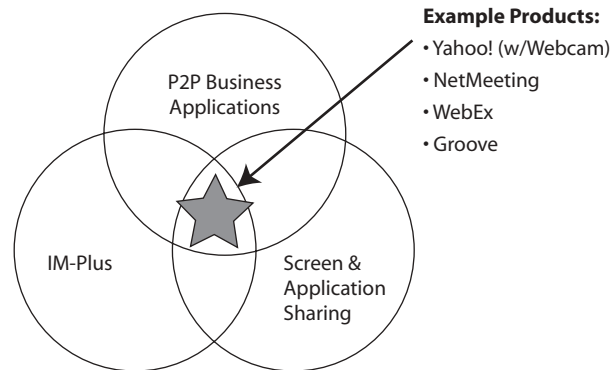 Example Products:
• Yahoo! (w/Webcam)
• NetMeeting
• WebEx
• Groove
P2P Business
Applications
IM-Plus
Screen &
Application
Sharing